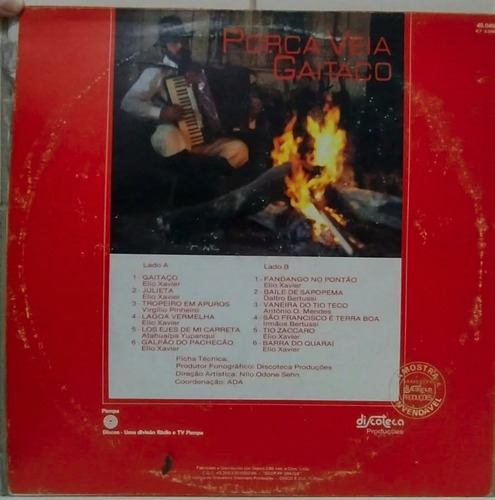 PORCA VÉIA
GAITAÇO
Lado A
1 - GAITAÇO
Elio Xavier
2 - JULIETA
Elio Xavier
3 - TROPEIRO EM APUROS
Virgílio Pinheiro
4 - LAGOA VERMELHA
Elio Xavier
5 - LOS EJES DE MI CARRETA
Atahualpa Yupanqui
6 - GALPÃO DO PACHECÃO
Elio Xavier
Lado B
1 - FANDANGO NO PONTÃO
Elio Xavier
2 - BAILE DE SAPOPEMA
Daltro Bertussi
3 - VANEIRA DO TIO TECO
Antônio O. Mendes
4 - SÃO FRANCISCO É TERRA BOA
Irmãos Bertussi
5 - TIO ZACCARO
Elio Xavier
6 - BARRA DO QUARAÍ
Elio Xavier
Ficha Técnica:
Produtor Fonográfico: Discoteca Produções
Direção Artística: Nilo Odone Sehn
Coordenação: ADA
AMOSTRA
INVENDÁVEL
discoteca
Produções
Pampa
Discos - Uma divisão Rádio e TV Pampa